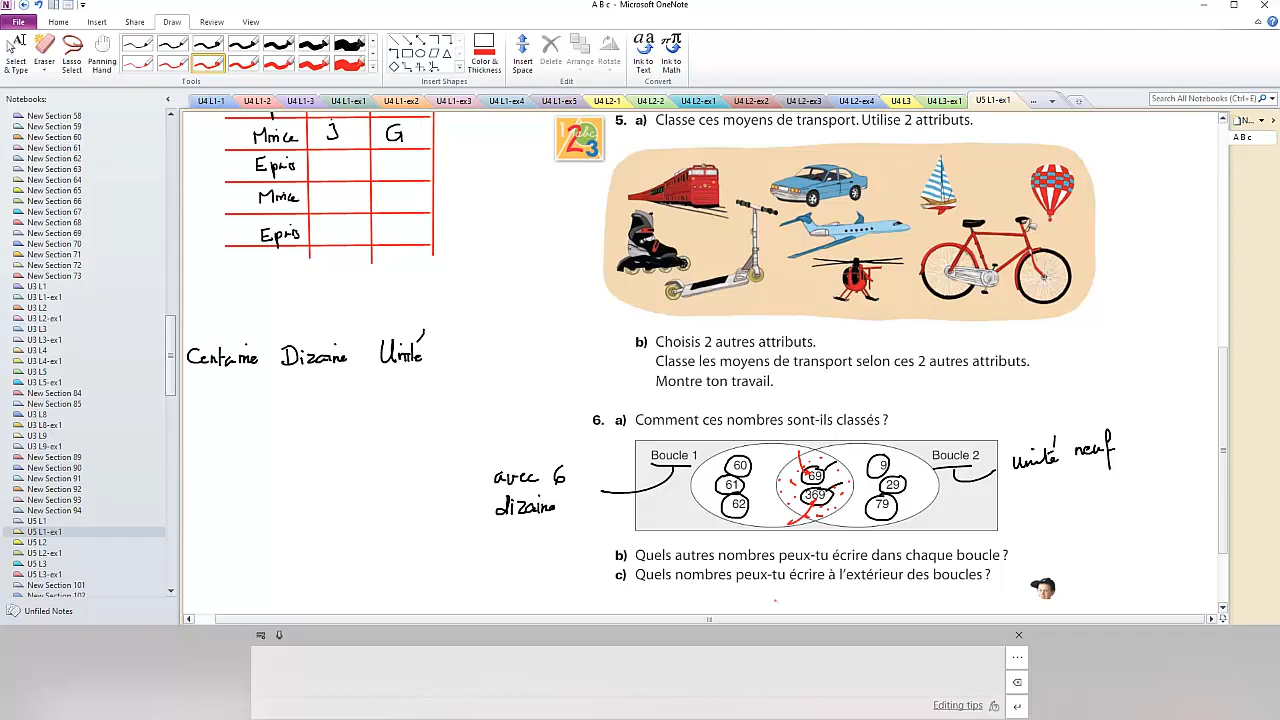 A B c - Microsoft OneNote
File Home Insert Share Draw Review View
Select & Type Eraser Lasso Select Panning Hand Color & Thickness Insert Space Delete Arrange Rotate Ink to Text Ink to Math
Tools Insert Shapes Edit Convert
Notebooks:
U4 L1-1 U4 L1-2 U4 L1-3 U4 L1-ex1 U4 L1-ex2 U4 L1-ex3 U4 L1-ex4 U4 L1-ex5 U4 L2-1 U4 L2-2 U4 L2-ex1 U4 L2-ex2 U4 L2-ex3 U4 L2-ex4 U4 L3 U4 L3-ex1 U5 L1-ex1 ...
Search All Notebooks (Ctrl+E)
N...
A B c
New Section 58
New Section 59
New Section 60
New Section 61
New Section 62
New Section 63
New Section 64
New Section 65
New Section 66
New Section 67
New Section 68
New Section 69
New Section 70
New Section 71
New Section 72
New Section 73
U3 L1
U3 L1-ex1
U3 L2
U3 L2-ex1
U3 L3
U3 L3-ex1
U3 L4
U3 L4-ex1
U3 L5
U3 L5-ex1
New Section 84
New Section 85
U3 L8
U3 L8-ex1
U3 L9
U3 L9-ex1
New Section 89
New Section 90
New Section 91
New Section 92
New Section 93
New Section 94
U5 L1
U5 L1-ex1
U5 L2
U5 L2-ex1
U5 L3
U5 L3-ex1
New Section 101
New Section 102
Unfiled Notes
Mrice j G
Epris
Mrice
Epris
Centaine Dizaine Unité
1 2 3 abc
5. a) Classe ces moyens de transport. Utilise 2 attributs.
b) Choisis 2 autres attributs.
Classe les moyens de transport selon ces 2 autres attributs.
Montre ton travail.
6. a) Comment ces nombres sont-ils classés ?
avec 6
dizaine
Boucle 1
60
61
62
69
369
9
29
79
Boucle 2
unité neuf
b) Quels autres nombres peux-tu écrire dans chaque boucle ?
c) Quels nombres peux-tu écrire à l'extérieur des boucles ?
Editing tips